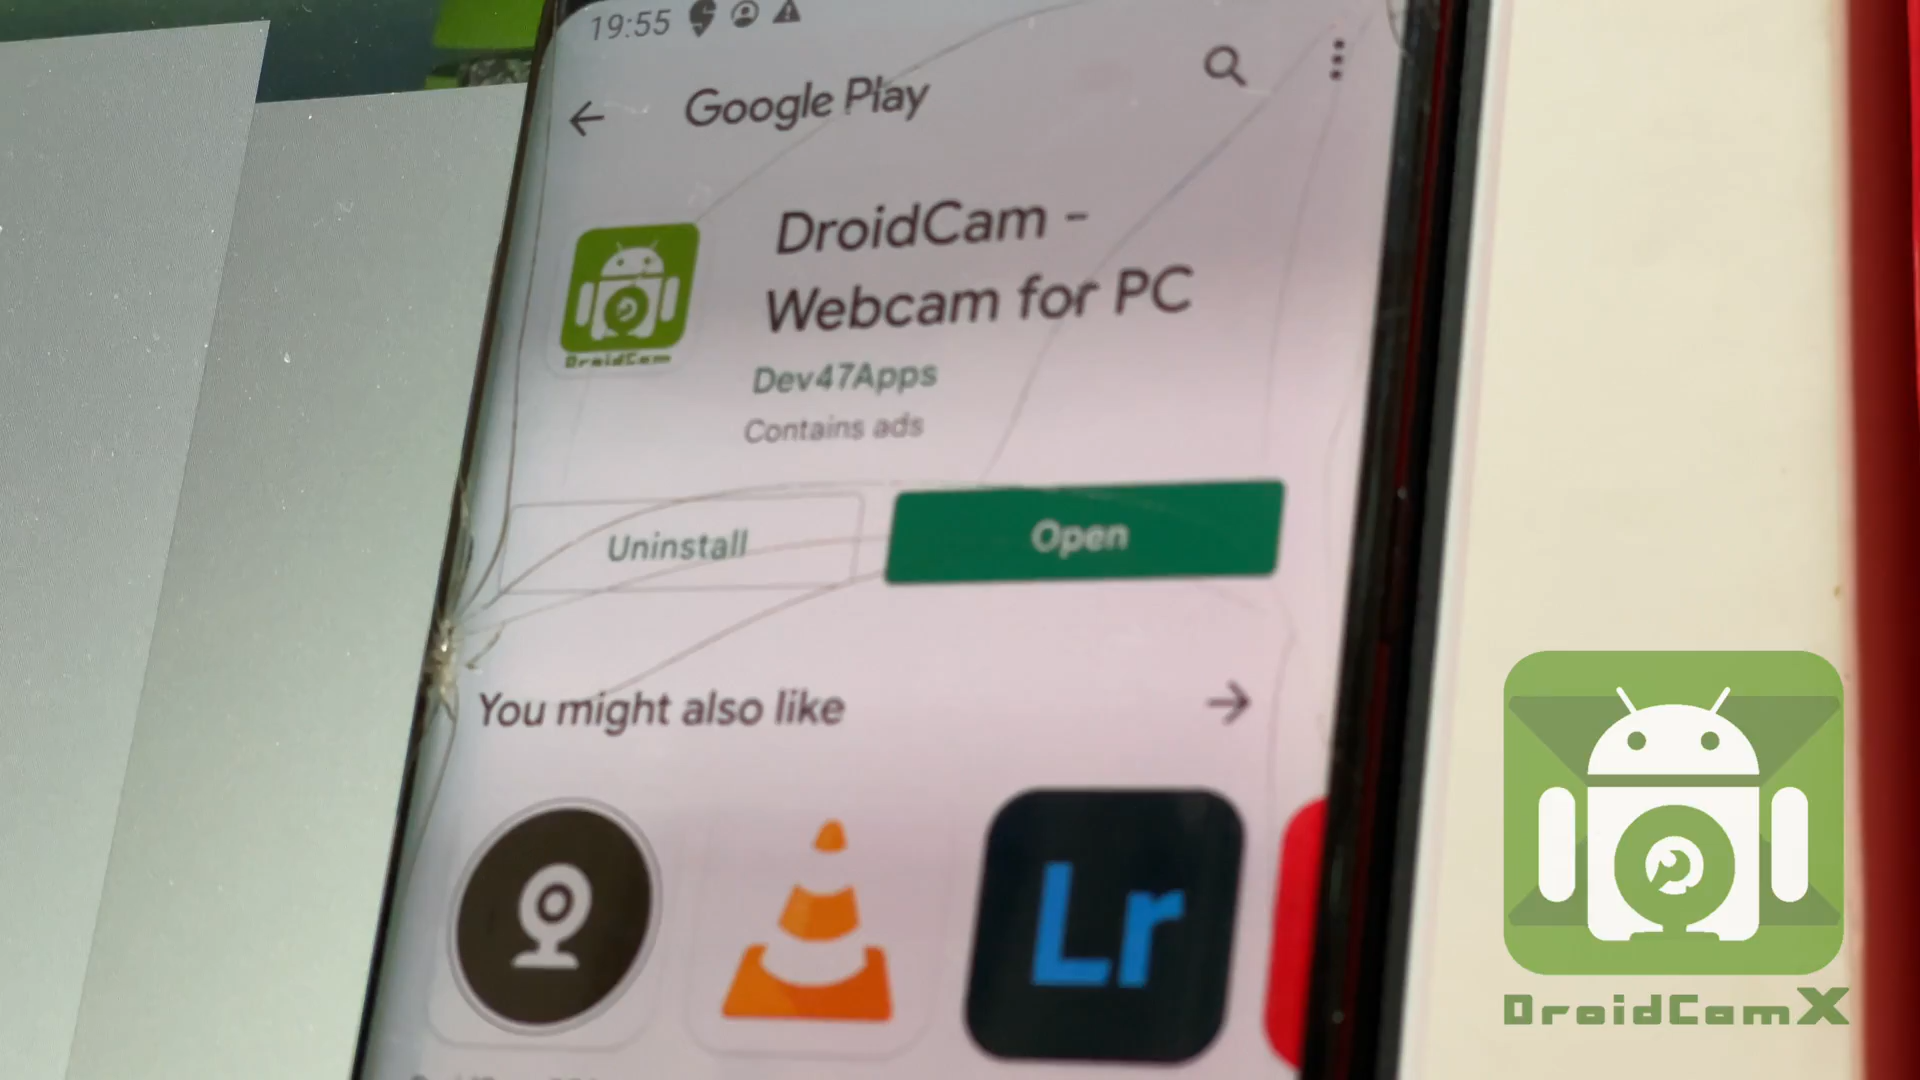 19:55
Google Play
DroidCam -
Webcam for PC
DroidCam
Dev47Apps
Contains ads
Uninstall
Open
You might also like
Lr
DroidCamX